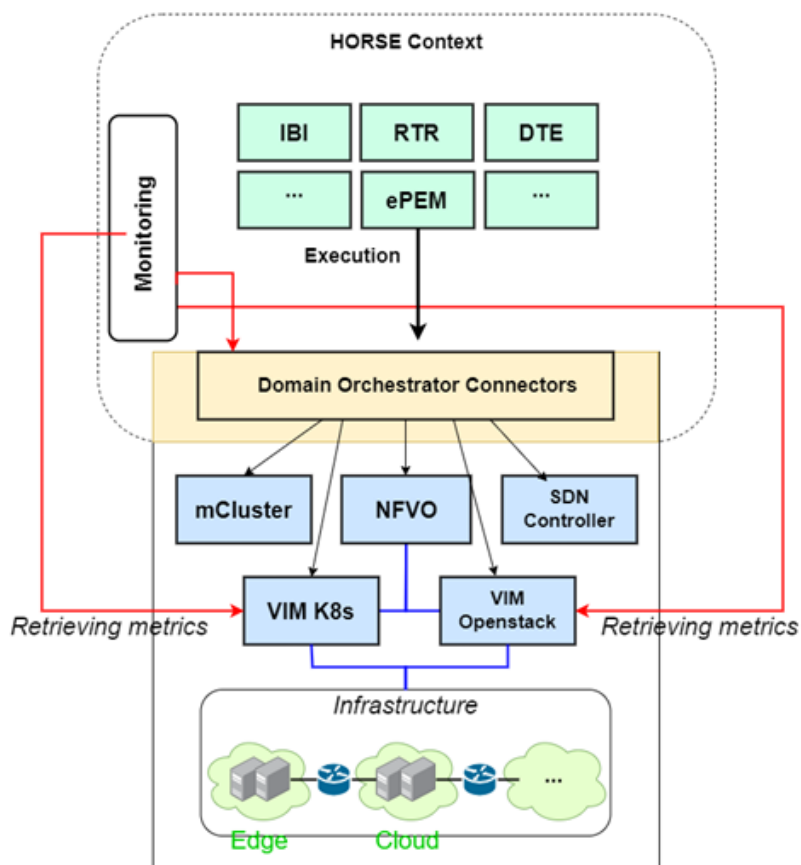 HORSE Context
IBI
RTR
DTE
...
ePEM
...
Monitoring
Execution
Domain Orchestrator Connectors
mCluster
NFVO
SDN
Controller
VIM K8s
VIM
Openstack
Retrieving metrics
Retrieving metrics
Infrastructure
...
Edge
Cloud